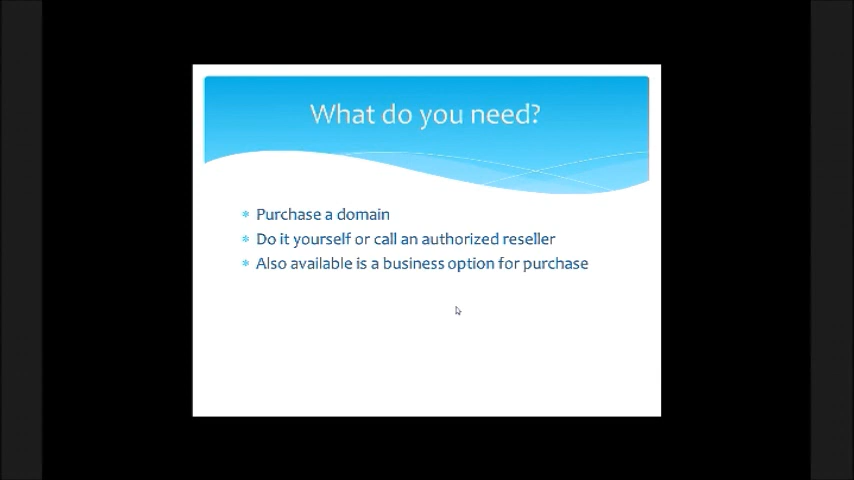 What do you need?
* Purchase a domain
* Do it yourself or call an authorized reseller
* Also available is a business option for purchase